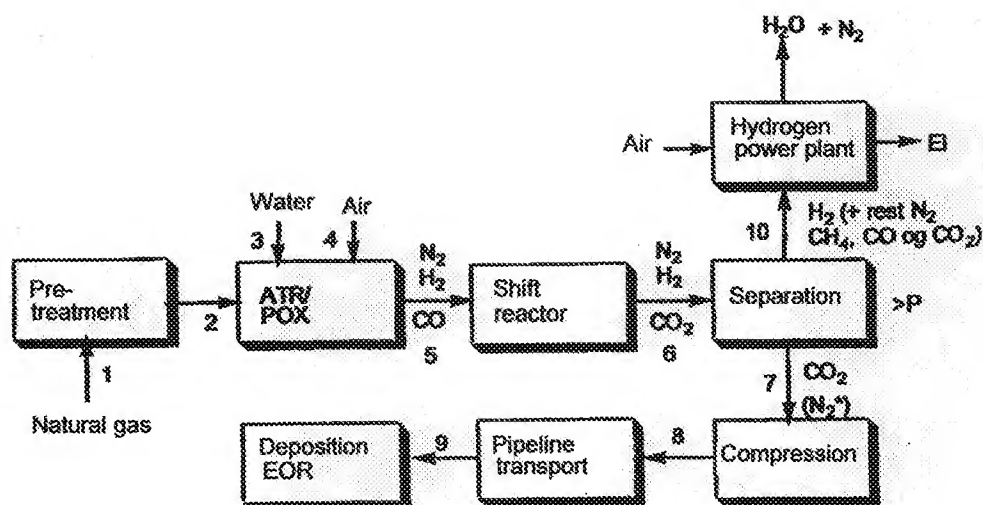 H₂O + N₂
Air
Hydrogen
power plant
El
Water
Air
3
4
N₂
H₂
N₂
H₂
10
H₂ (+ rest N₂
CH₄, CO og CO₂)
Pre-
treatment
2
ATR/
POX
CO
5
Shift
reactor
CO₂
6
Separation
>P
1
Natural gas
7
CO₂
(N₂*)
Deposition
EOR
9
Pipeline
transport
8
Compression